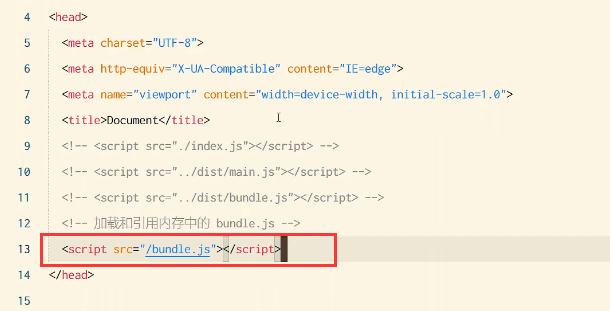 4 <head>
5 <meta charset="UTF-8">
6 <meta http-equiv="X-UA-Compatible" content="IE=edge">
7 <meta name="viewport" content="width=device-width, initial-scale=1.0">
8 <title>Document</title>
9 <!-- <script src="./index.js"></script> -->
10 <!-- <script src="../dist/main.js"></script> -->
11 <!-- <script src="../dist/bundle.js"></script> -->
12 <!-- 加载和引用内存中的 bundle.js -->
13 <script src="/bundle.js"></script>
14 </head>
15